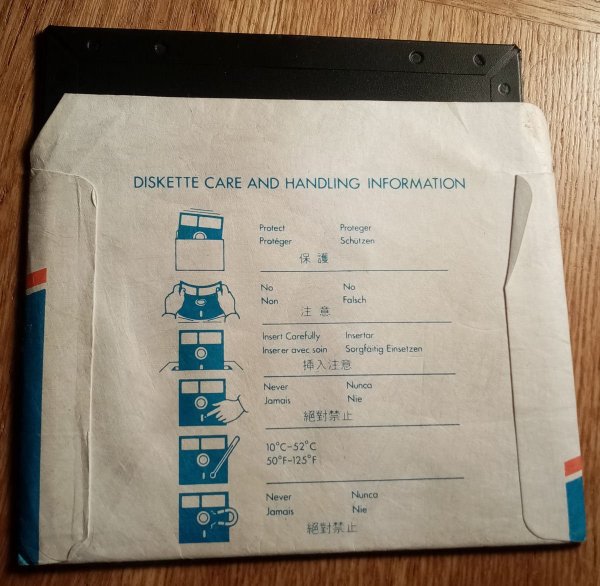 DISKETTE CARE AND HANDLING INFORMATION
Protect Proteger
Protéger Schützen
保護
No No
Non Falsch
注意
Insert Carefully Insertar
Inserer avec soin Sorgfaitig Einsetzen
挿入注意
Never Nunca
Jamais Nie
絕對禁止
10°C-52°C
50°F-125°F
Never Nunca
Jamais Nie
絕對禁止